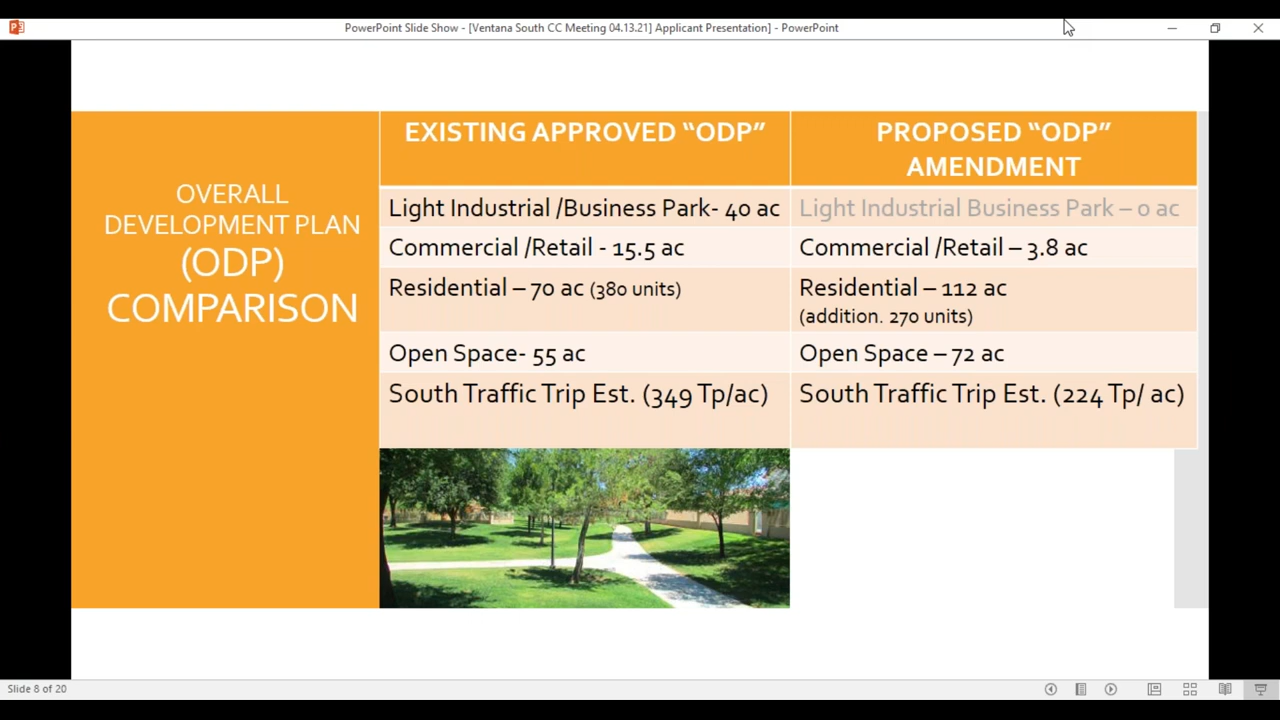 PowerPoint Slide Show - [Ventana South CC Meeting 04.13.21] Applicant Presentation] - PowerPoint
OVERALL
DEVELOPMENT PLAN
(ODP)
COMPARISON
EXISTING APPROVED “ODP”
PROPOSED “ODP”
AMENDMENT
Light Industrial /Business Park- 40 ac
Light Industrial Business Park – 0 ac
Commercial /Retail - 15.5 ac
Commercial /Retail – 3.8 ac
Residential – 70 ac (380 units)
Residential – 112 ac
(addition. 270 units)
Open Space- 55 ac
Open Space – 72 ac
South Traffic Trip Est. (349 Tp/ac)
South Traffic Trip Est. (224 Tp/ ac)
Slide 8 of 20